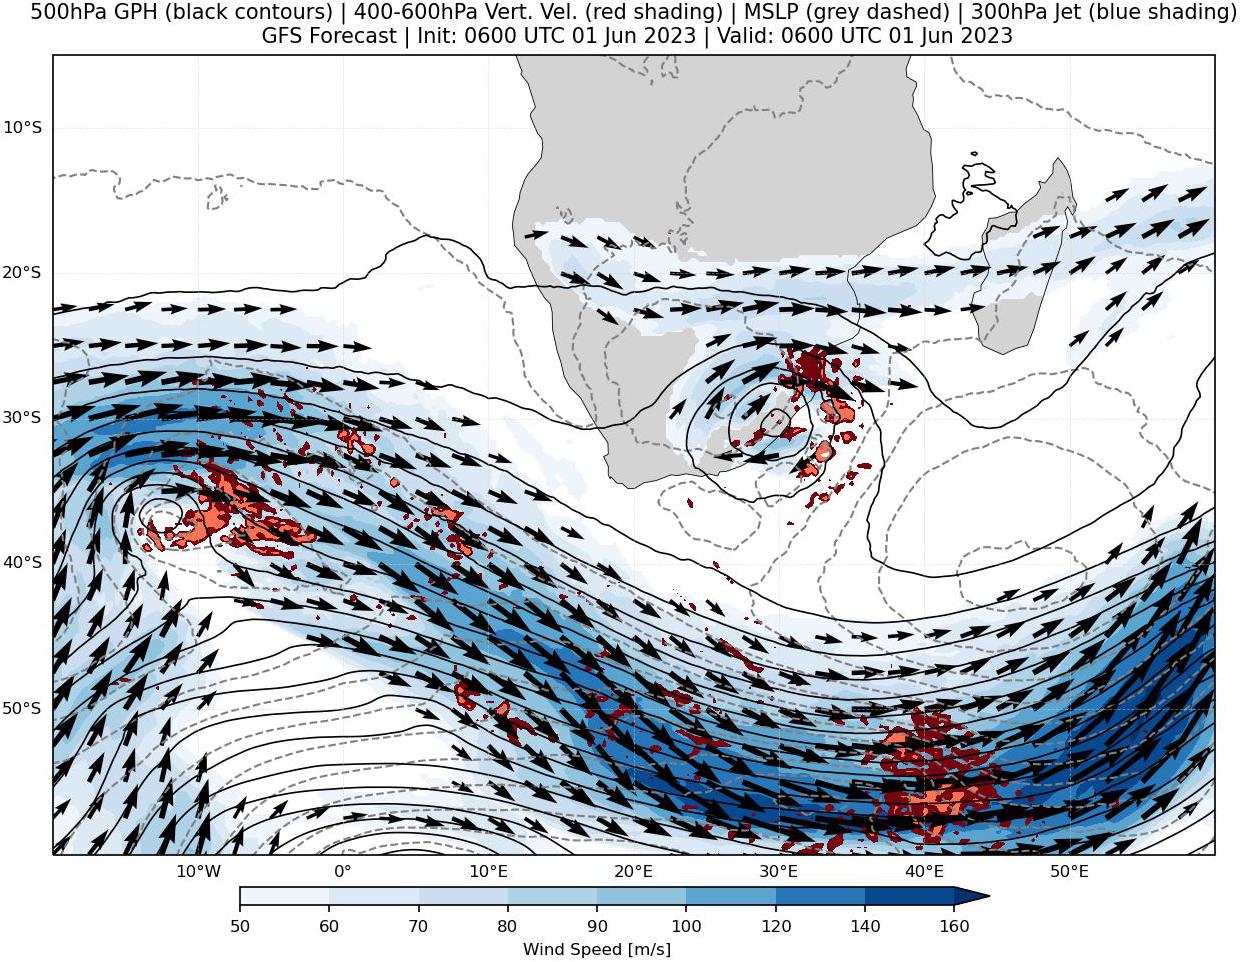 500hPa GPH (black contours) | 400-600hPa Vert. Vel. (red shading) | MSLP (grey dashed) | 300hPa Jet (blue shading)
GFS Forecast | Init: 0600 UTC 01 Jun 2023 | Valid: 0600 UTC 01 Jun 2023
10°S
20°S
30°S
40°S
50°S
10°W 0° 10°E 20°E 30°E 40°E 50°E
50 60 70 80 90 100 120 140 160
Wind Speed [m/s]